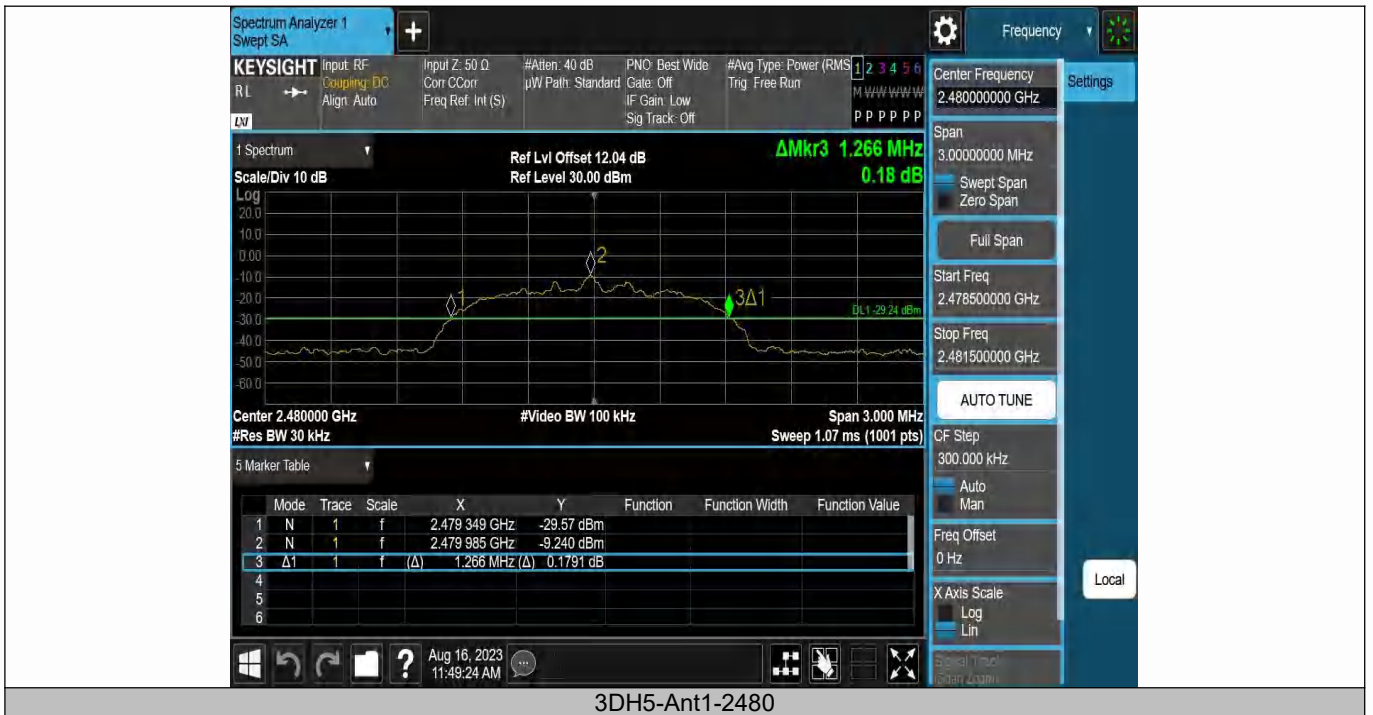 Spectrum Analyzer 1
Swept SA
+
Frequency
KEYSIGHT
RL
LXI
Input: RF
Coupling: DC
Align: Auto
Input Z: 50 Ω
Corr CCorr
Freq Ref: Int (S)
#Atten: 40 dB
µW Path: Standard
PNO: Best Wide
Gate: Off
IF Gain: Low
Sig Track: Off
#Avg Type: Power (RMS
Trig: Free Run
1 2 3 4 5 6
M W W W W W
P P P P P P
1 Spectrum
Scale/Div 10 dB
Ref Lvl Offset 12.04 dB
Ref Level 30.00 dBm
ΔMkr3 1.266 MHz
0.18 dB
Log
20.0
10.0
0.00
-10.0
-20.0
-30.0
-40.0
-50.0
-60.0
1
2
3Δ1
DL1 -29.24 dBm
Center 2.480000 GHz
#Video BW 100 kHz
Span 3.000 MHz
#Res BW 30 kHz
Sweep 1.07 ms (1001 pts)
5 Marker Table
Mode Trace Scale X Y Function Function Width Function Value
1 N 1 f 2.479 349 GHz -29.57 dBm
2 N 1 f 2.479 985 GHz -9.240 dBm
3 Δ1 1 f (Δ) 1.266 MHz (Δ) 0.1791 dB
4
5
6
Aug 16, 2023
11:49:24 AM
Center Frequency
2.480000000 GHz
Settings
Span
3.00000000 MHz
Swept Span
Zero Span
Full Span
Start Freq
2.478500000 GHz
Stop Freq
2.481500000 GHz
AUTO TUNE
CF Step
300.000 kHz
Auto
Man
Freq Offset
0 Hz
X Axis Scale
Log
Lin
Signal Track
(Span Zoom)
Local
3DH5-Ant1-2480